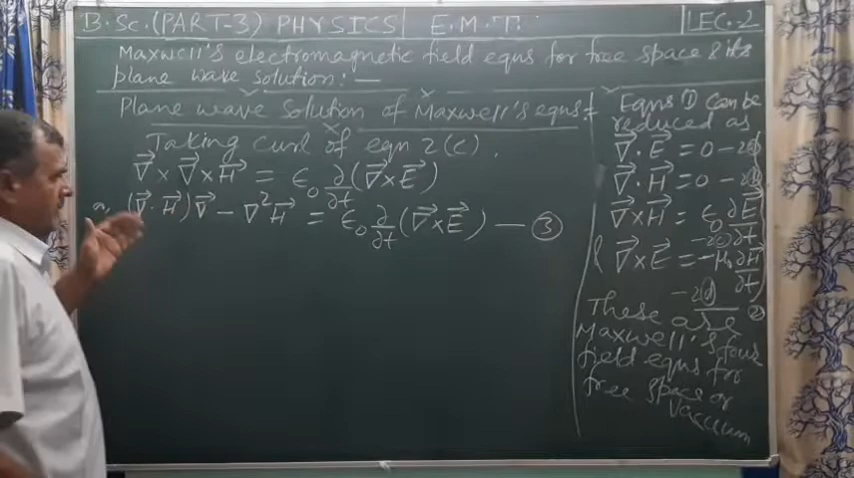 B.Sc.(PART-3) PHYSICS E.M.T. LEC.-2
Maxwell's electromagnetic field eqns for free space & its
plane wave solution: —
Plane wave Solution of Maxwell's eqns:
Taking curl of eqn 2(c).
∇⃗ × ∇⃗ × H⃗ = ε₀ ∂/∂t (∇⃗ × E⃗)
(∇⃗ · H⃗)∇⃗ − ∇²H⃗ = ε₀ ∂/∂t (∇⃗ × E⃗) — ③
Eqns ① can be
reduced as
∇⃗ · E⃗ = 0 — 2(a)
∇⃗ · H⃗ = 0 — 2(b)
∇⃗ × H⃗ = ε₀ ∂E⃗/∂t — 2(c)
& ∇⃗ × E⃗ = −μ₀ ∂H⃗/∂t — 2(d)
②
These are
Maxwell's four
field eqns for
free space or
vacuum